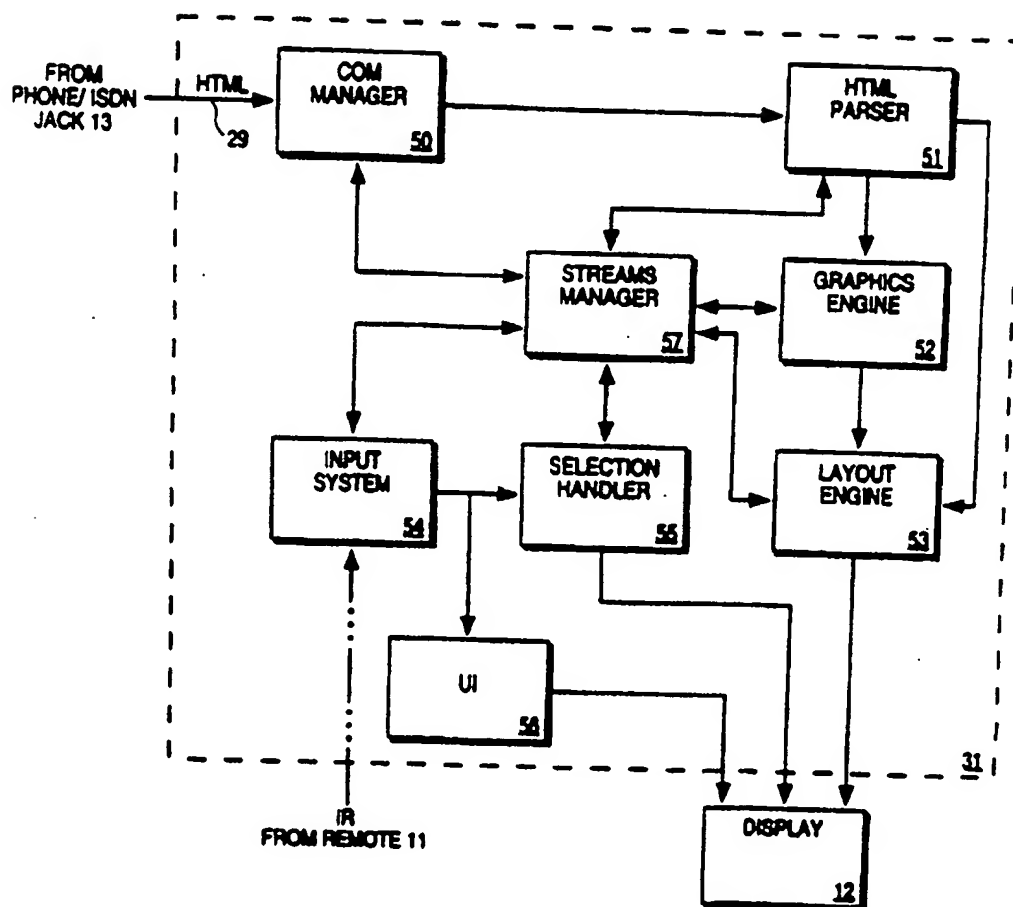 FROM
PHONE/ ISDN
JACK 13
HTML
29
COM
MANAGER
50
HTML
PARSER
51
STREAMS
MANAGER
57
GRAPHICS
ENGINE
52
INPUT
SYSTEM
54
SELECTION
HANDLER
55
LAYOUT
ENGINE
53
UI
56
31
IR
FROM REMOTE 11
DISPLAY
12